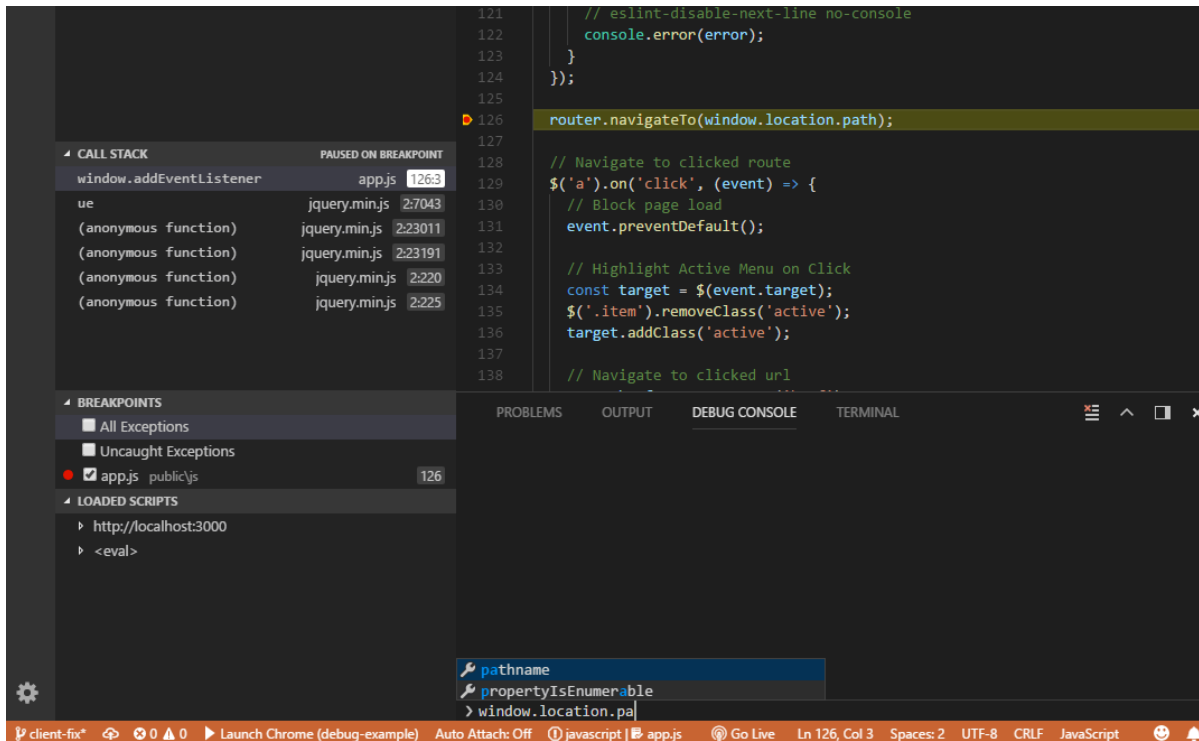 CALL STACK PAUSED ON BREAKPOINT
window.addEventListener app.js 126:3
ue jquery.min.js 2:7043
(anonymous function) jquery.min.js 2:23011
(anonymous function) jquery.min.js 2:23191
(anonymous function) jquery.min.js 2:220
(anonymous function) jquery.min.js 2:225
BREAKPOINTS
All Exceptions
Uncaught Exceptions
app.js public\js 126
LOADED SCRIPTS
http://localhost:3000
<eval>
121 // eslint-disable-next-line no-console
122 console.error(error);
123 }
124 });
125
126 router.navigateTo(window.location.path);
127
128 // Navigate to clicked route
129 $('a').on('click', (event) => {
130 // Block page load
131 event.preventDefault();
132
133 // Highlight Active Menu on Click
134 const target = $(event.target);
135 $('.item').removeClass('active');
136 target.addClass('active');
137
138 // Navigate to clicked url
PROBLEMS OUTPUT DEBUG CONSOLE TERMINAL
pathname
propertyIsEnumerable
window.location.pa
client-fix* 0 0 Launch Chrome (debug-example) Auto Attach: Off javascript | app.js Go Live Ln 126, Col 3 Spaces: 2 UTF-8 CRLF JavaScript